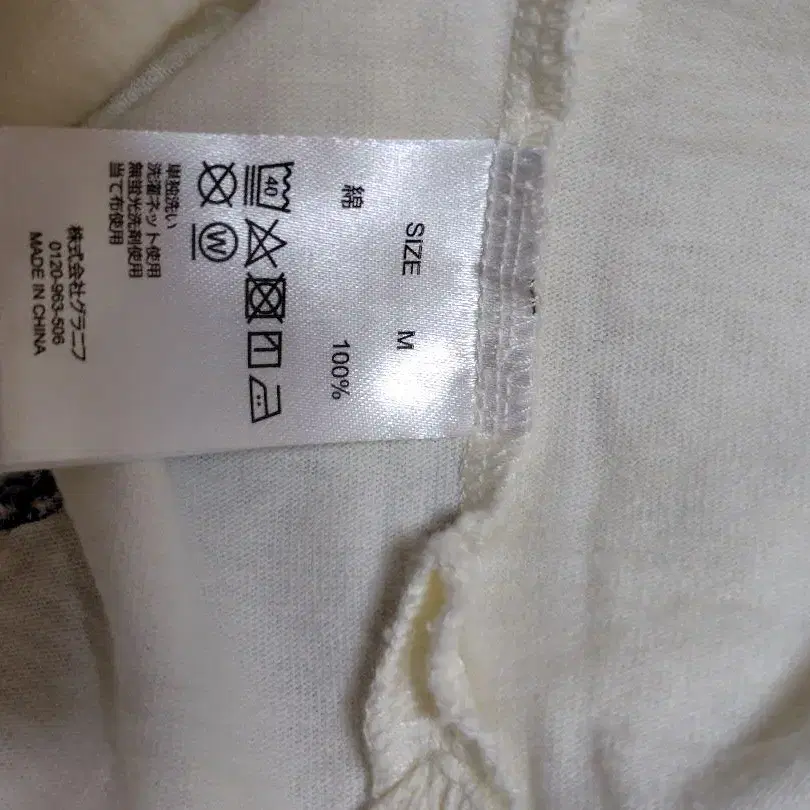 SIZE M
綿 100%
40
W
単独洗い
洗濯ネット使用
無蛍光洗剤使用
当て布使用
株式会社グラニフ
0120-963-506
MADE IN CHINA